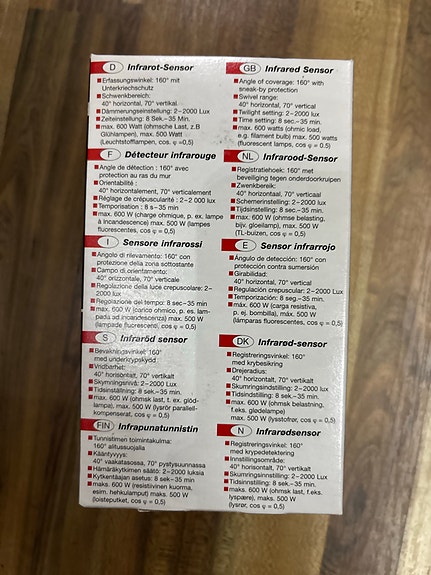 D Infrarot-Sensor
Erfassungswinkel: 160° mit
Unterkriechschutz
Schwenkbereich:
40° horizontal, 70° vertikal.
Dämmerungseinstellung: 2–2000 Lux
Zeiteinstellung: 8 Sek.–35 Min.
max. 600 Watt (ohmsche Last, z.B
Glühlampen), max. 500 Watt
(Leuchtstofflampen, cos. φ =0,5)
GB Infrared Sensor
Angle of coverage: 160° with
sneak-by protection
Swivel range:
40° horizontal, 70° vertical
Twilight setting: 2–2000 lux
Time setting: 8 sec.–35 min.
max. 600 watts (ohmic load,
e.g. filament bulb) max. 500 watts
(fluorescent lamps, cos φ =0,5)
F Détecteur infrarouge
Angle de détection : 160° avec
protection au ras du mur
Orientabilité :
40° horizontalement, 70° verticalement
Réglage de crépuscularité : 2–2 000 lux
Temporisation : 8 s–35 min
max. 600 W (charge ohmique, p. ex. lampe
à incandescence) max. 500 W (lampes
fluorescentes, cos φ = 0,5)
NL Infrarood-Sensor
Registratiehoek: 160° met
beveiliging tegen onderdoorkruipen
Zwenkbereik:
40° horizontaal, 70° verticaal
Schemerinstelling: 2–2000 lux
Tijdsinstelling: 8 sec.–35 min.
max. 600 W (ohmse belasting,
bijv. gloeilamp), max. 500 W
(TL-buizen, cos φ = 0,5)
I Sensore infrarossi
Angolo di rilevamento: 160° con
protezione della zona sottostante
Campo di orientamento:
40° orizzontale, 70° verticale
Regolazione della luce crepuscolare: 2–
2000 lux
Regolazione del tempo: 8 sec–35 min
max. 500 W (carico ohmico, p. es. lam-
pada ad incandescenza) max. 500 W
(lampade fluorescenti, cos φ = 0,5)
E Sensor infrarrojo
Ángulo de detección: 160° con
protección contra sumersión
Girabilidad:
40° horizontal, 70° vertical
Regulación crepuscular: 2–2000 Lux
Temporización: 8 seg.–35 min.
máx. 600 W (carga resistiva,
p. ej. bombilla), máx. 500 W
(lámparas fluorescentes, cos φ =0,5)
S Infraröd sensor
Bevakningsvinkel: 160°
med underkrypskydd
Vridbarhet:
40° horisontalt, 70° vertikalt
Skymningsnivå: 2–2000 Lux
Tidsinställning: 8 sek.–35 min.
max. 600 W (ohmsk last, t. ex. glöd-
lampa), max. 500 W (lysrör parallell-
kompenserat, cos φ = 0,5)
DK Infrarød-sensor
Registreringsvinkel: 160°
med krybesikring
Drejeradius:
40° horizontalt, 70° vertikalt
Skumringsindstilling: 2–2000 lux
Tidsindstilling: 8 sek.–35 min.
max. 600 W (ohmsk belastning,
f.eks. glødelampe)
max. 500 W (lysstofrør, cos φ = 0,5)
FIN Infrapunatunnistin
Tunnistimen toimintakulma:
160° alitussuojalla
Kääntyvyys:
40° vaakatasossa, 70° pystysuunnassa
Hämäräkytkimen säätö: 2–2000 luksia
Kytkentäajan asetus: 8 sek.–35 min
maks. 600 W (resistiivinen kuorma,
esim. hehkulamput) maks. 500 W
(loisteputket, cos φ = 0,5)
N Infrarødsensor
Registreringsvinkel: 160°
med krypedetektering
Innstillingsområde:
40° horisontalt, 70° vertikalt
Skumringsinnstilling: 2–2000 Lux
Tidsinnstilling: 8 sek.–35 min.
maks. 600 W (ohmsk last, f.eks.
lyspære), maks. 500 W
(lysrør, cos φ = 0,5)